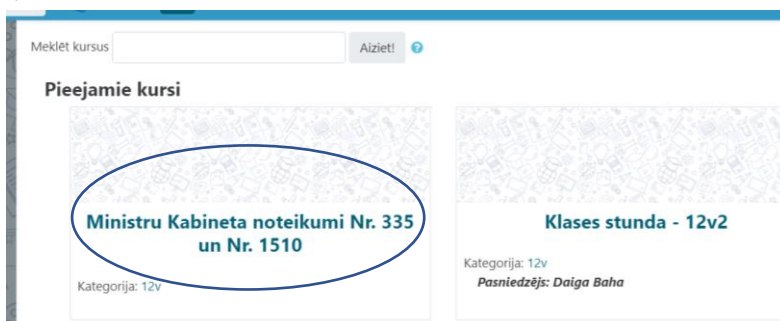 Meklēt kursus
Aiziet!
Pieejamie kursi
Ministru Kabineta noteikumi Nr. 335
un Nr. 1510
Kategorija: 12v
Klases stunda - 12v2
Kategorija: 12v
Pasniedzējs: Daiga Baha